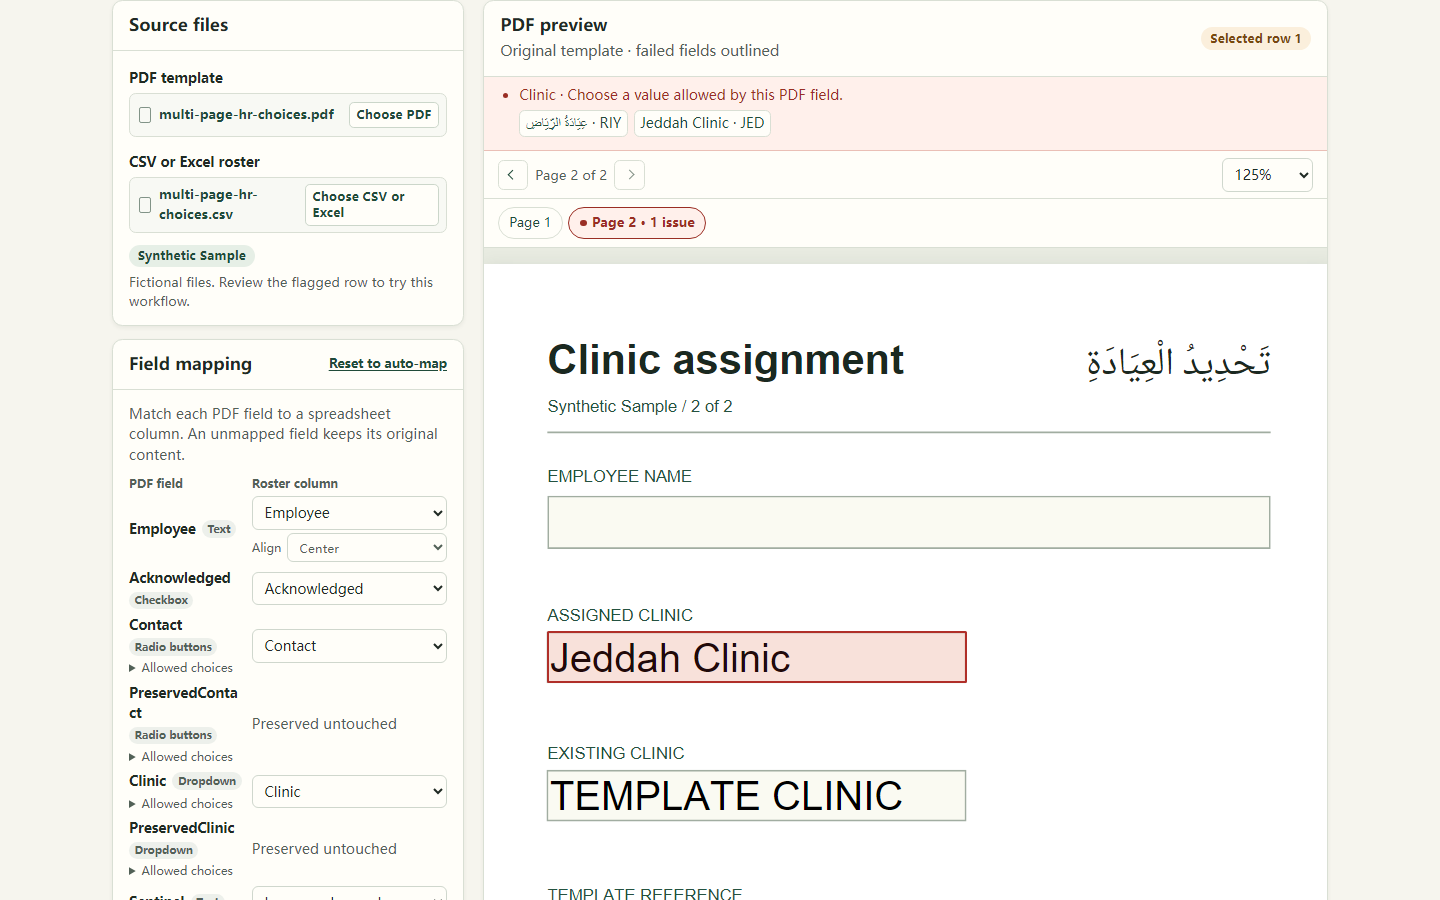 Source files
PDF template
multi-page-hr-choices.pdf
Choose PDF
CSV or Excel roster
multi-page-hr-
choices.csv
Choose CSV or
Excel
Synthetic Sample
Fictional files. Review the flagged row to try this
workflow.
Field mapping
Reset to auto-map
Match each PDF field to a spreadsheet
column. An unmapped field keeps its original
content.
PDF field
Roster column
Employee Text
Employee
Align Center
Acknowledged
Checkbox
Acknowledged
Contact
Radio buttons
Allowed choices
Contact
PreservedConta
ct
Radio buttons
Allowed choices
Preserved untouched
Clinic Dropdown
Allowed choices
Clinic
PreservedClinic
Dropdown
Allowed choices
Preserved untouched
PDF preview
Original template · failed fields outlined
Selected row 1
• Clinic · Choose a value allowed by this PDF field.
عِيَادَةُ الرِّيَاضِ · RIY
Jeddah Clinic · JED
Page 2 of 2
125%
Page 1
Page 2 • 1 issue
Clinic assignment
تَحْدِيدُ الْعِيَادَةِ
Synthetic Sample / 2 of 2
EMPLOYEE NAME
ASSIGNED CLINIC
Jeddah Clinic
EXISTING CLINIC
TEMPLATE CLINIC
TEMPLATE REFERENCE